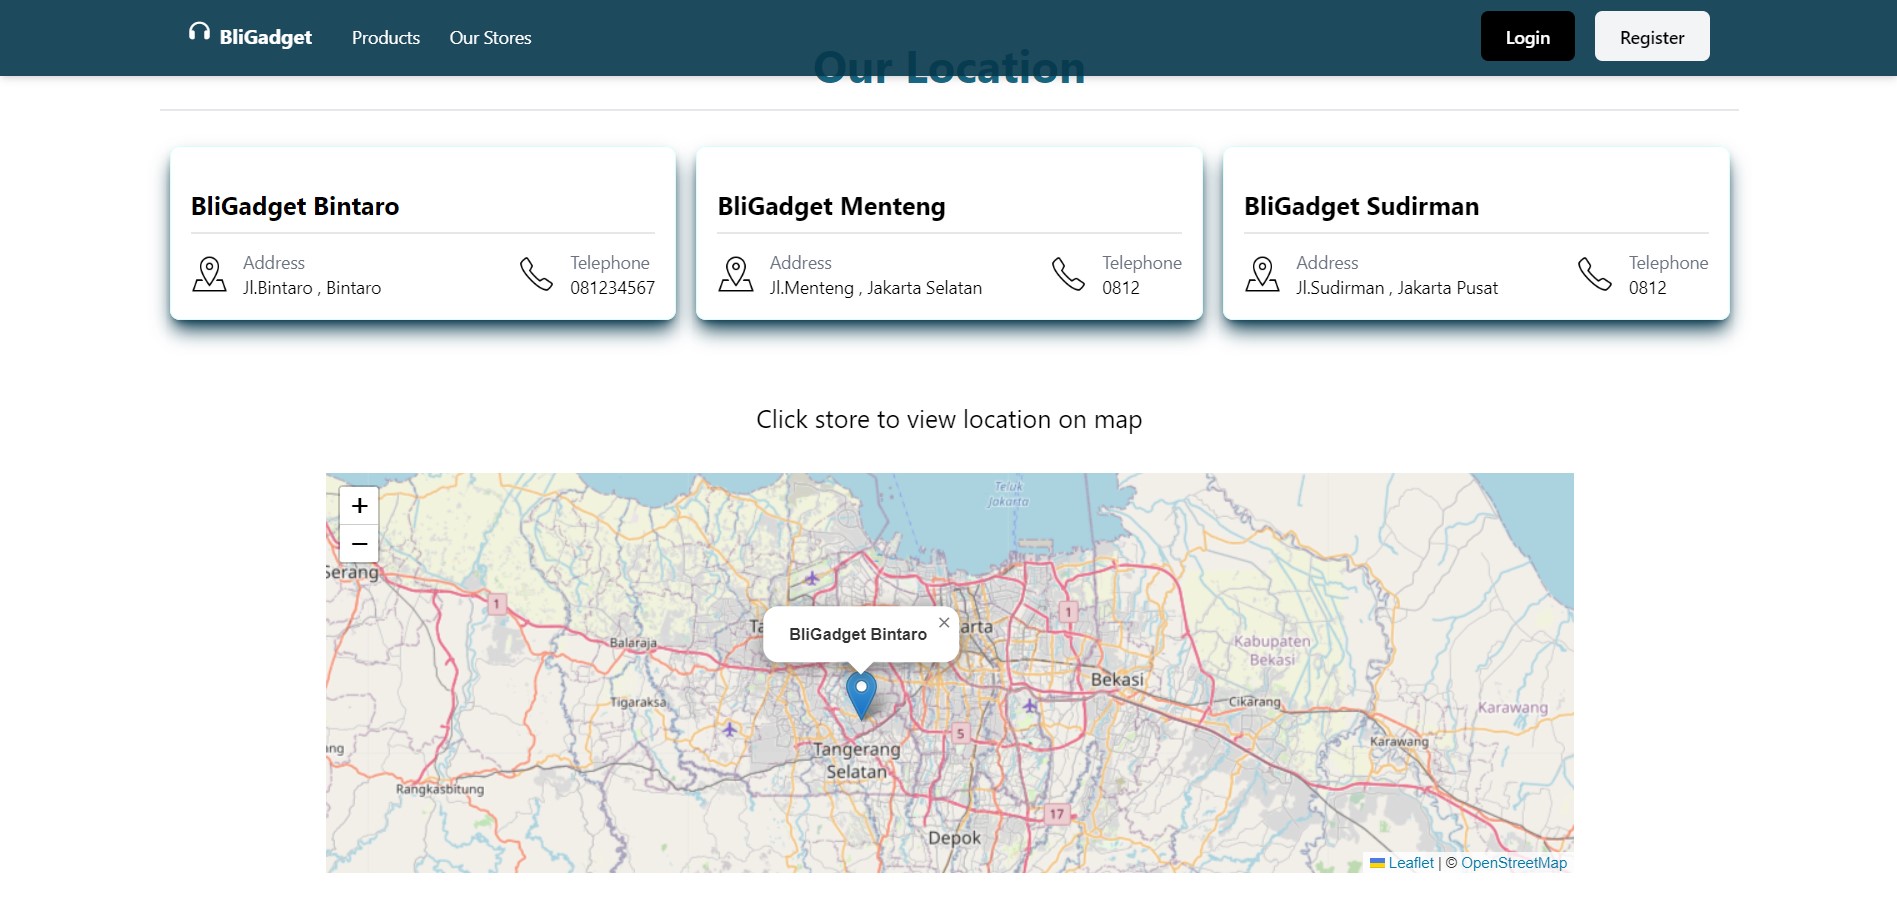 BliGadget Products Our Stores Login Register
Our Location
BliGadget Bintaro
Address
Jl.Bintaro , Bintaro
Telephone
081234567
BliGadget Menteng
Address
Jl.Menteng , Jakarta Selatan
Telephone
0812
BliGadget Sudirman
Address
Jl.Sudirman , Jakarta Pusat
Telephone
0812
Click store to view location on map
+
−
Teluk
Jakarta
Serang
1
1
BliGadget Bintaro ×
Ta
arta
Balaraja
Kabupaten
Bekasi
Bekasi
Tigaraksa
Cikarang
Karawang
5
ang
Tangerang
Selatan
Karawang
Rangkasbitung
17
Depok
Leaflet | © OpenStreetMap